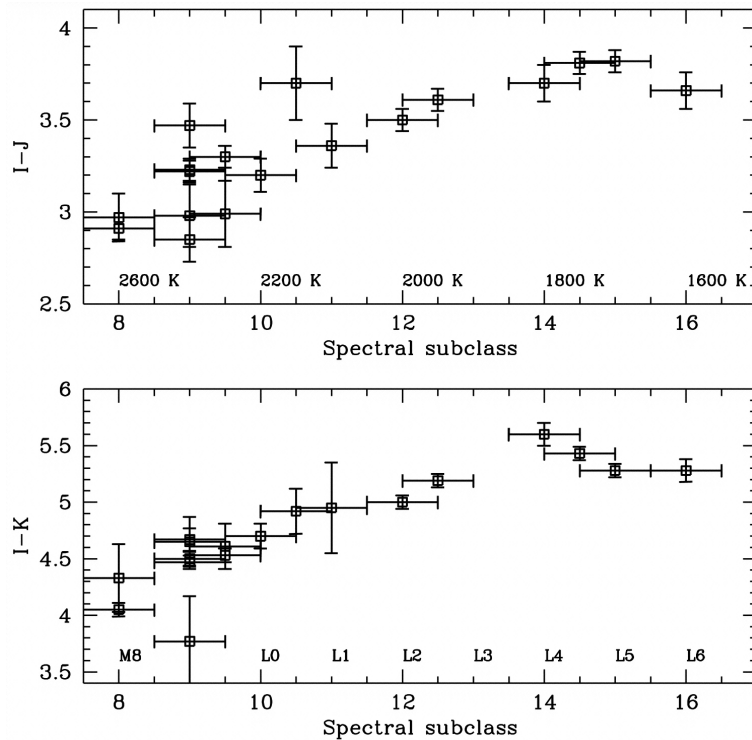 4
3.5
I-J
3
2600 K 2200 K 2000 K 1800 K 1600 K
2.5
8 10 12 14 16
Spectral subclass
6
5.5
5
I-K
4.5
4
M8 L0 L1 L2 L3 L4 L5 L6
3.5
8 10 12 14 16
Spectral subclass